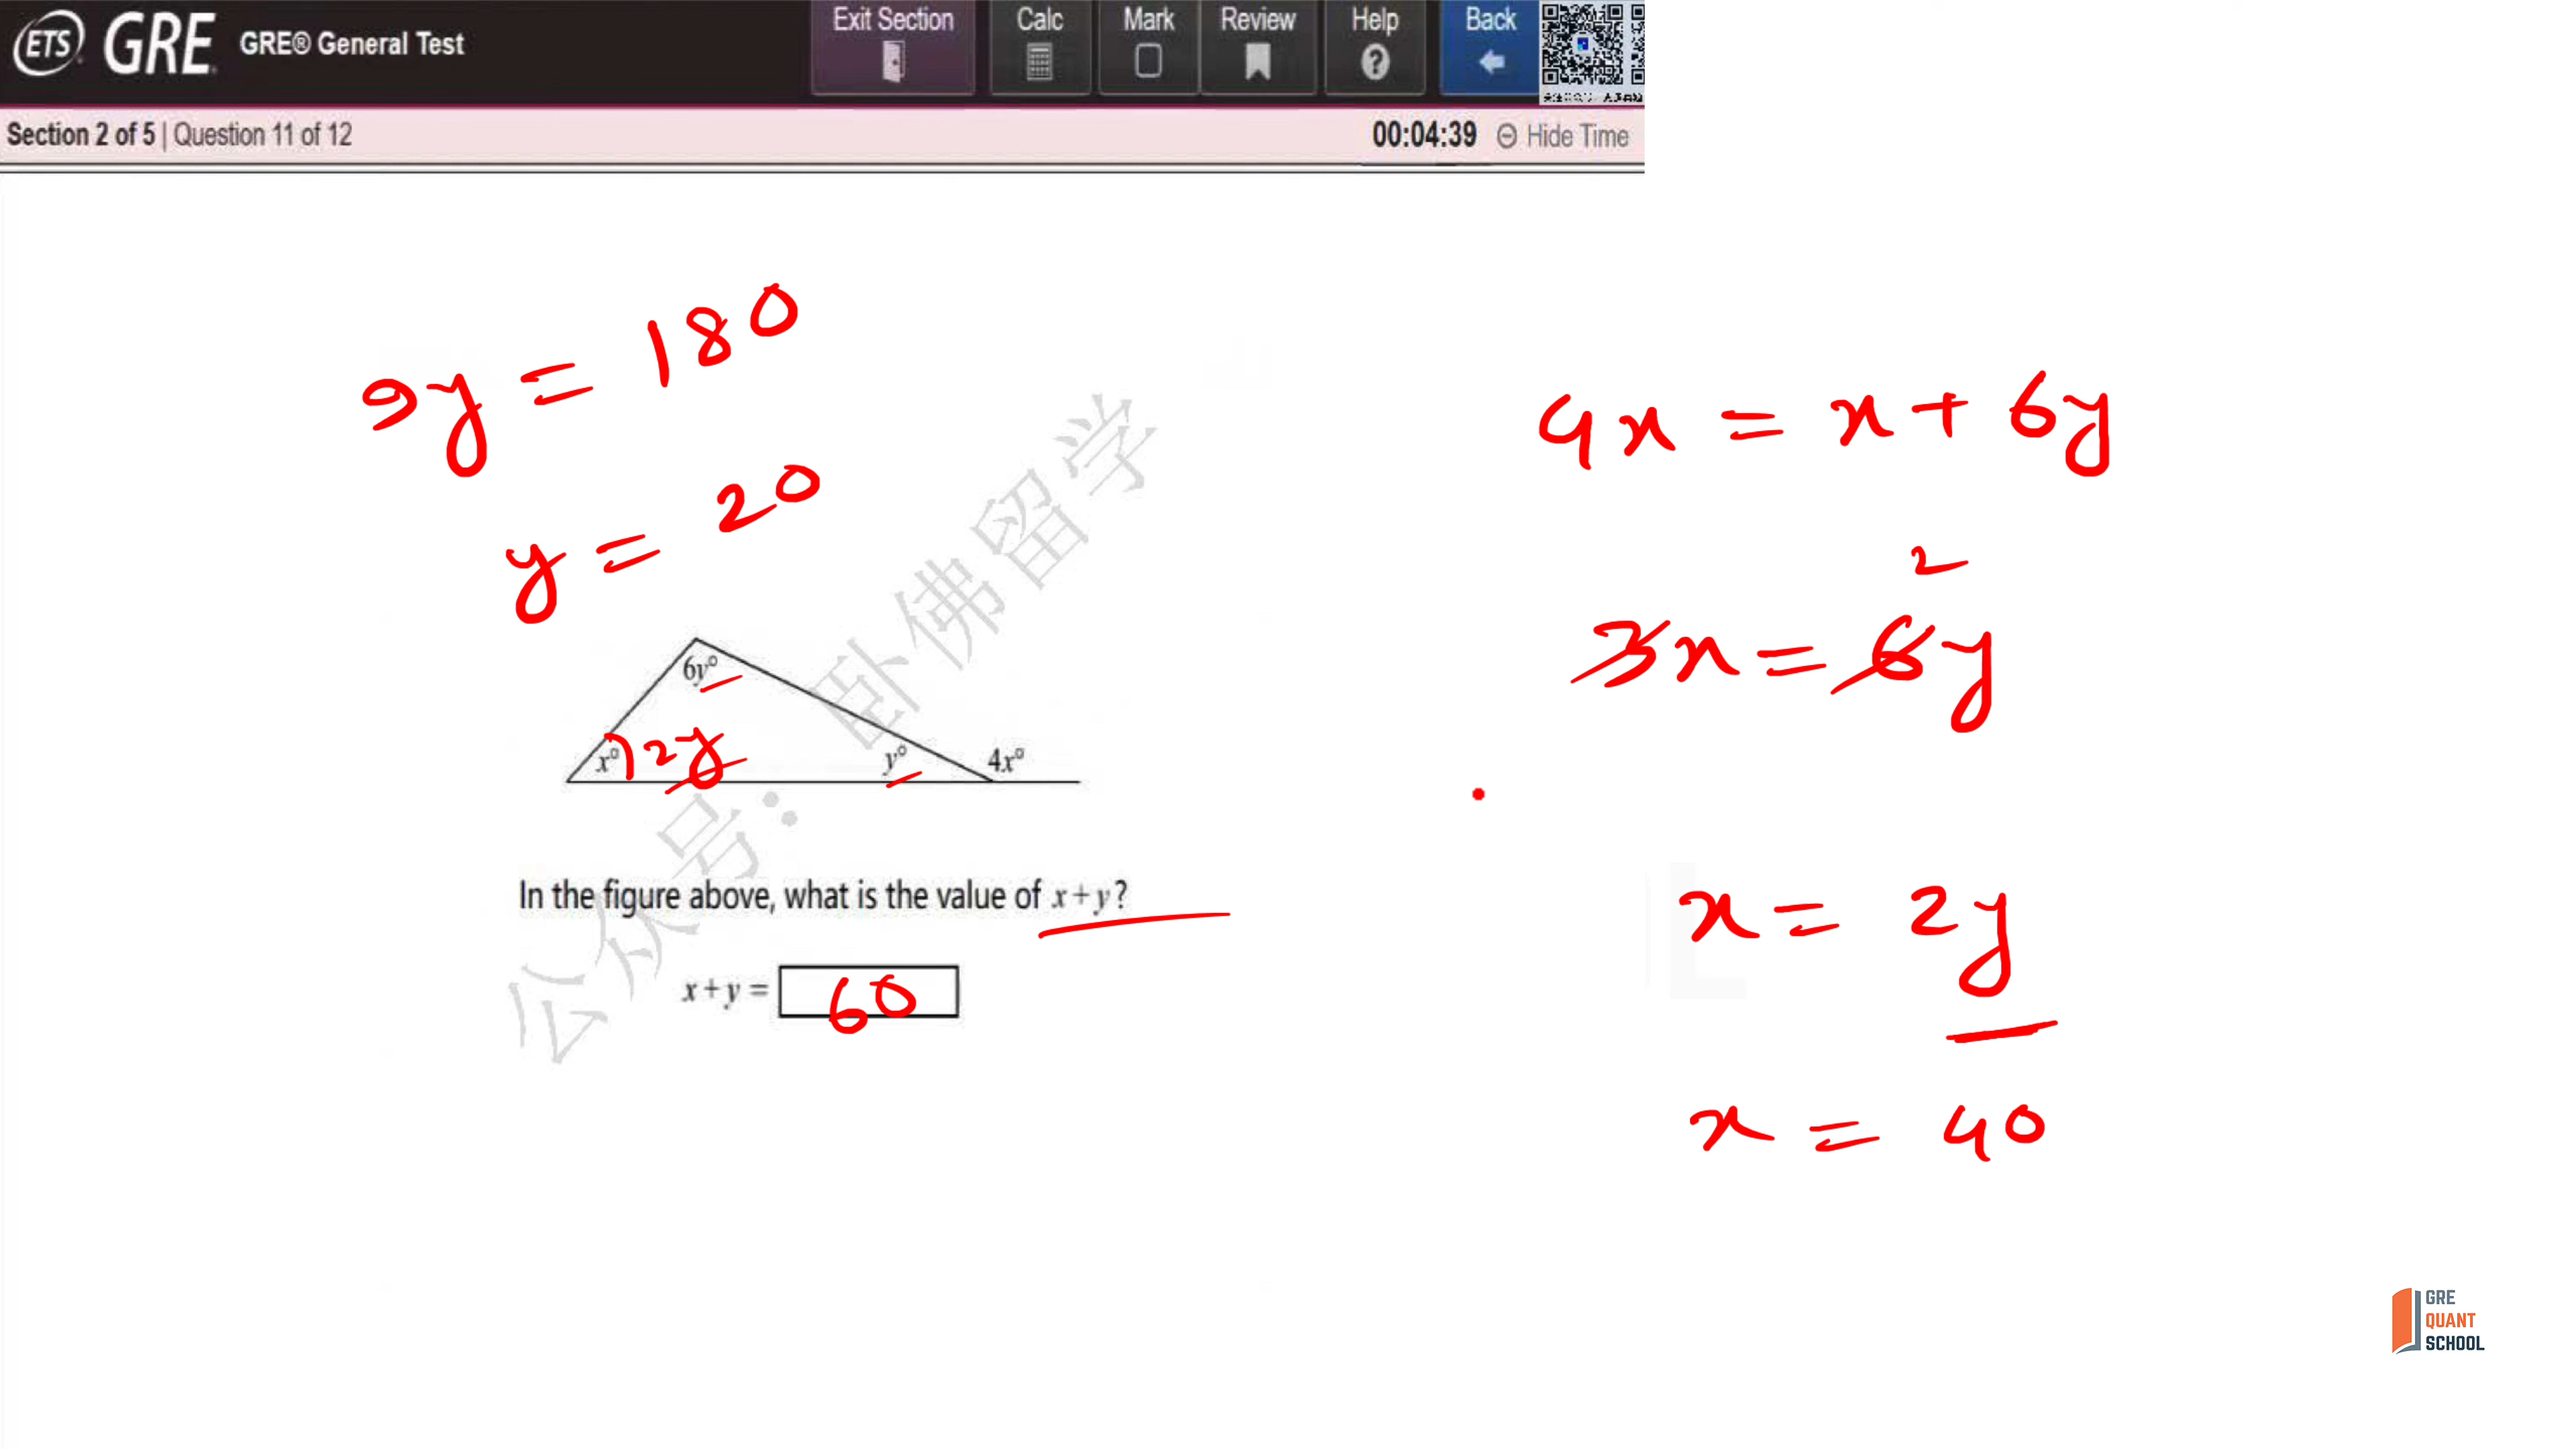 ETS GRE GRE® General Test
Exit Section Calc Mark Review Help Back
Section 2 of 5 | Question 11 of 12
00:04:39 Hide Time
9y = 180
y = 20
4x = x + 6y
2
3x = 6y
x = 2y
x = 40
6y°
x° 2y y° 4x°
公众号：卧佛留学
In the figure above, what is the value of x+y?
x+y = 60
GRE
QUANT
SCHOOL